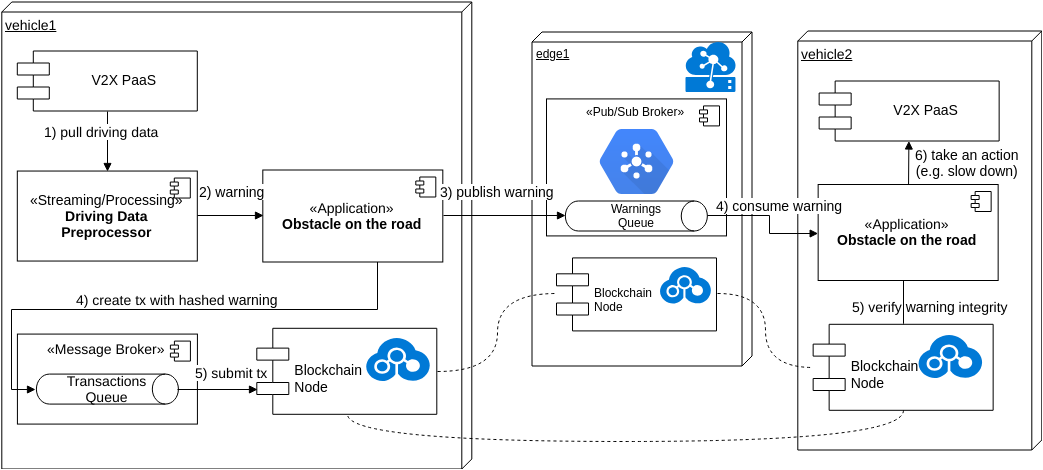 vehicle1
V2X PaaS
1) pull driving data
«Streaming/Processing»
Driving Data
Preprocessor
2) warning
«Application»
Obstacle on the road
3) publish warning
4) create tx with hashed warning
«Message Broker»
Transactions
Queue
5) submit tx
Blockchain
Node
edge1
«Pub/Sub Broker»
Warnings
Queue
Blockchain
Node
4) consume warning
vehicle2
V2X PaaS
6) take an action
(e.g. slow down)
«Application»
Obstacle on the road
5) verify warning integrity
Blockchain
Node